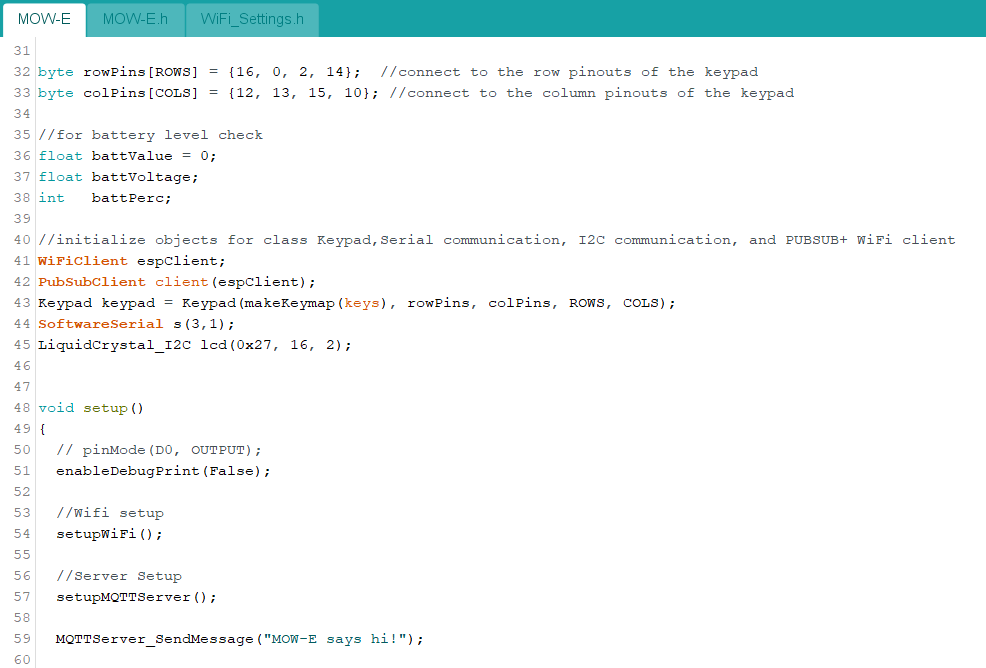 MOW-E MOW-E.h WiFi_Settings.h
31
32 byte rowPins[ROWS] = {16, 0, 2, 14};  //connect to the row pinouts of the keypad
33 byte colPins[COLS] = {12, 13, 15, 10}; //connect to the column pinouts of the keypad
34
35 //for battery level check
36 float battValue = 0;
37 float battVoltage;
38 int   battPerc;
39
40 //initialize objects for class Keypad,Serial communication, I2C communication, and PUBSUB+ WiFi client
41 WiFiClient espClient;
42 PubSubClient client(espClient);
43 Keypad keypad = Keypad(makeKeymap(keys), rowPins, colPins, ROWS, COLS);
44 SoftwareSerial s(3,1);
45 LiquidCrystal_I2C lcd(0x27, 16, 2);
46
47
48 void setup()
49 {
50   // pinMode(D0, OUTPUT);
51   enableDebugPrint(False);
52
53   //Wifi setup
54   setupWiFi();
55
56   //Server Setup
57   setupMQTTServer();
58
59   MQTTServer_SendMessage("MOW-E says hi!");
60